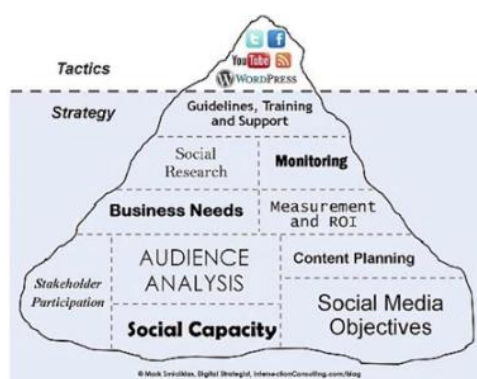 t f
YouTube
Tactics
WordPress
Strategy
Guidelines, Training
and Support
Social
Research
Monitoring
Business Needs
Measurement
and ROI
AUDIENCE
ANALYSIS
Content Planning
Stakeholder
Participation
Social Capacity
Social Media
Objectives
© Mark Smiciklas, Digital Strategist, IntersectionConsulting.com/blog